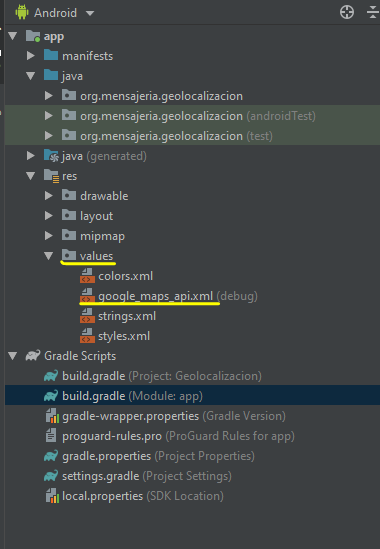 Android
app
manifests
java
org.mensajeria.geolocalizacion
org.mensajeria.geolocalizacion (androidTest)
org.mensajeria.geolocalizacion (test)
java (generated)
res
drawable
layout
mipmap
values
colors.xml
google_maps_api.xml (debug)
strings.xml
styles.xml
Gradle Scripts
build.gradle (Project: Geolocalizacion)
build.gradle (Module: app)
gradle-wrapper.properties (Gradle Version)
proguard-rules.pro (ProGuard Rules for app)
gradle.properties (Project Properties)
settings.gradle (Project Settings)
local.properties (SDK Location)